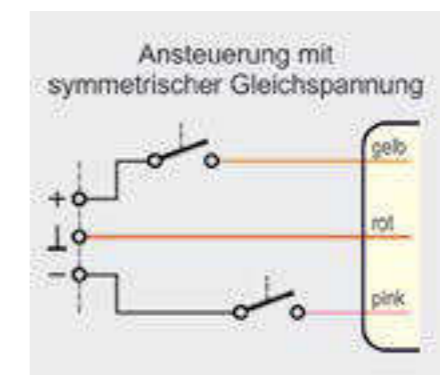 Ansteuerung mit
symmetrischer Gleichspannung
gelb
+
rot
⊥
−
pink